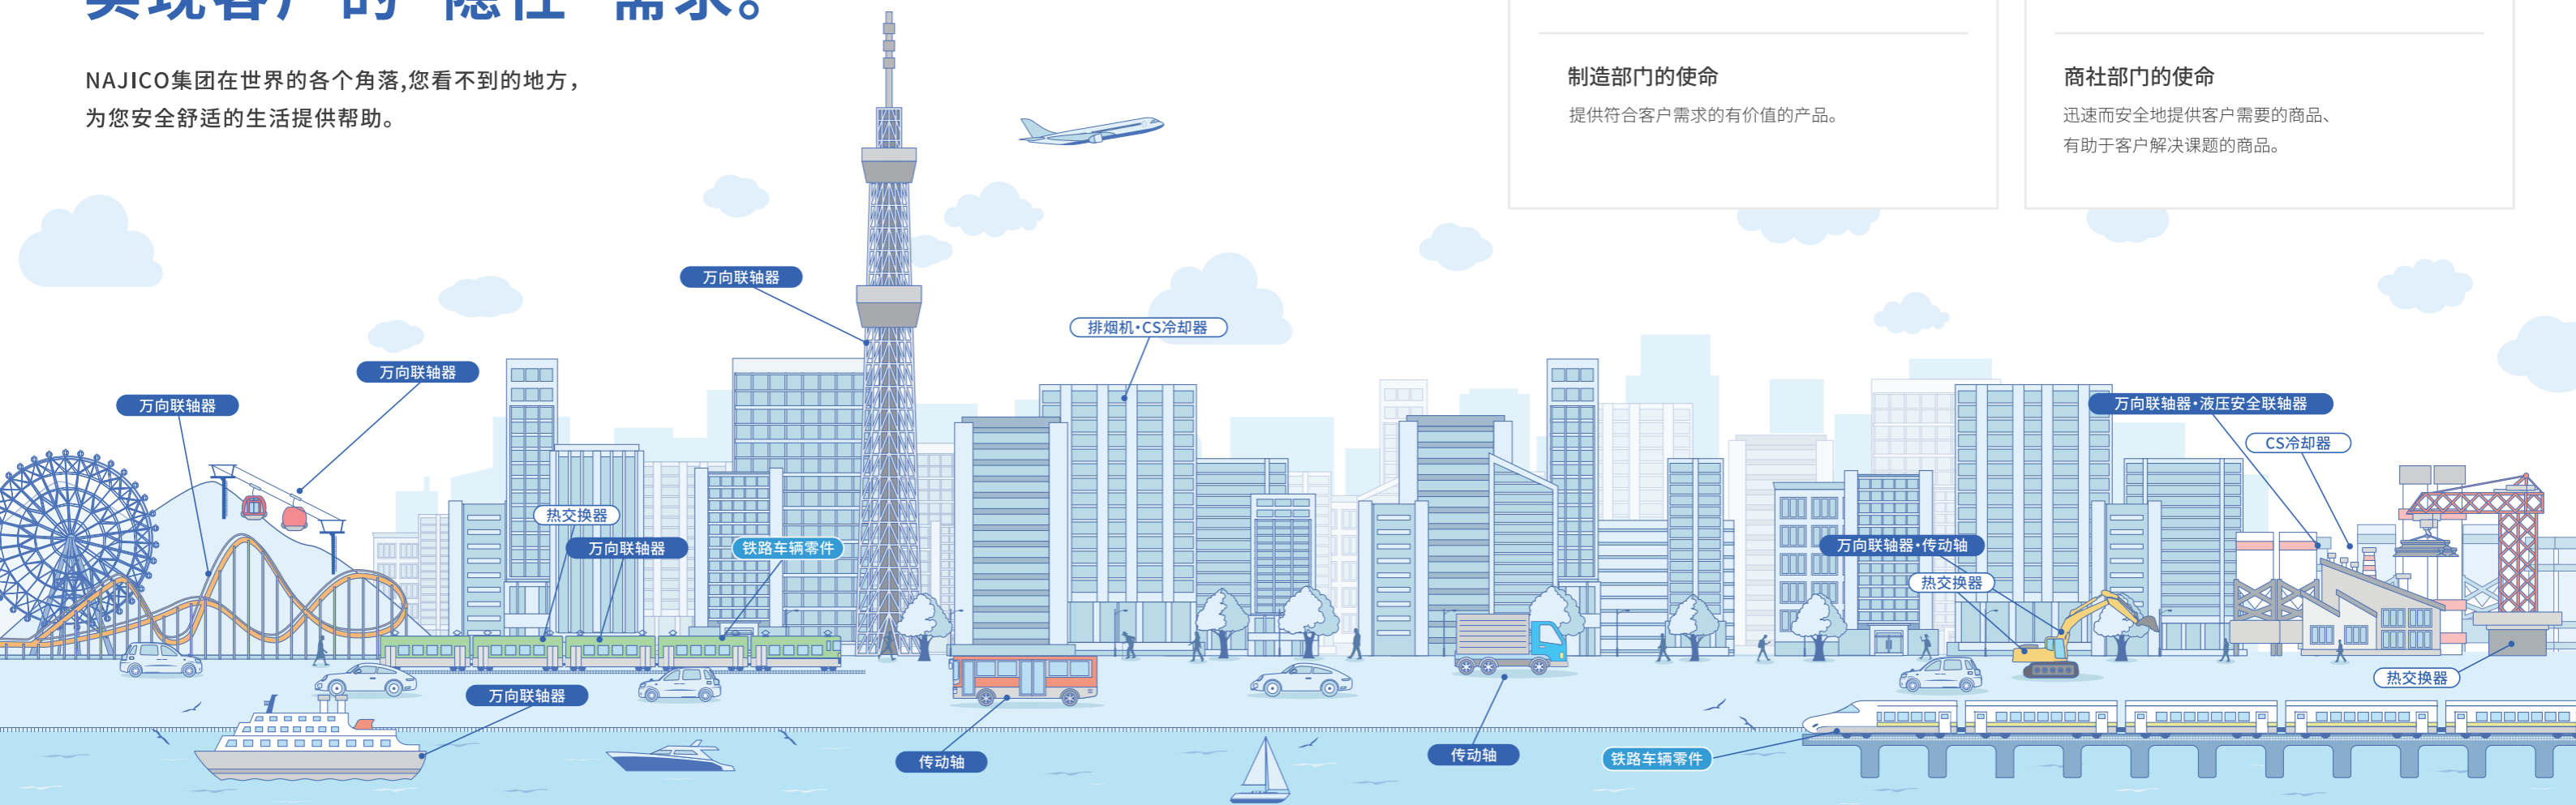 实现客户的“隐性”需求。
NAJICO集团在世界的各个角落,您看不到的地方，
为您安全舒适的生活提供帮助。
制造部门的使命
提供符合客户需求的有价值的产品。
商社部门的使命
迅速而安全地提供客户需要的商品、
有助于客户解决课题的商品。
万向联轴器
排烟机•CS冷却器
万向联轴器
万向联轴器
万向联轴器•液压安全联轴器
CS冷却器
热交换器
万向联轴器
铁路车辆零件
万向联轴器•传动轴
热交换器
热交换器
万向联轴器
传动轴
传动轴
铁路车辆零件